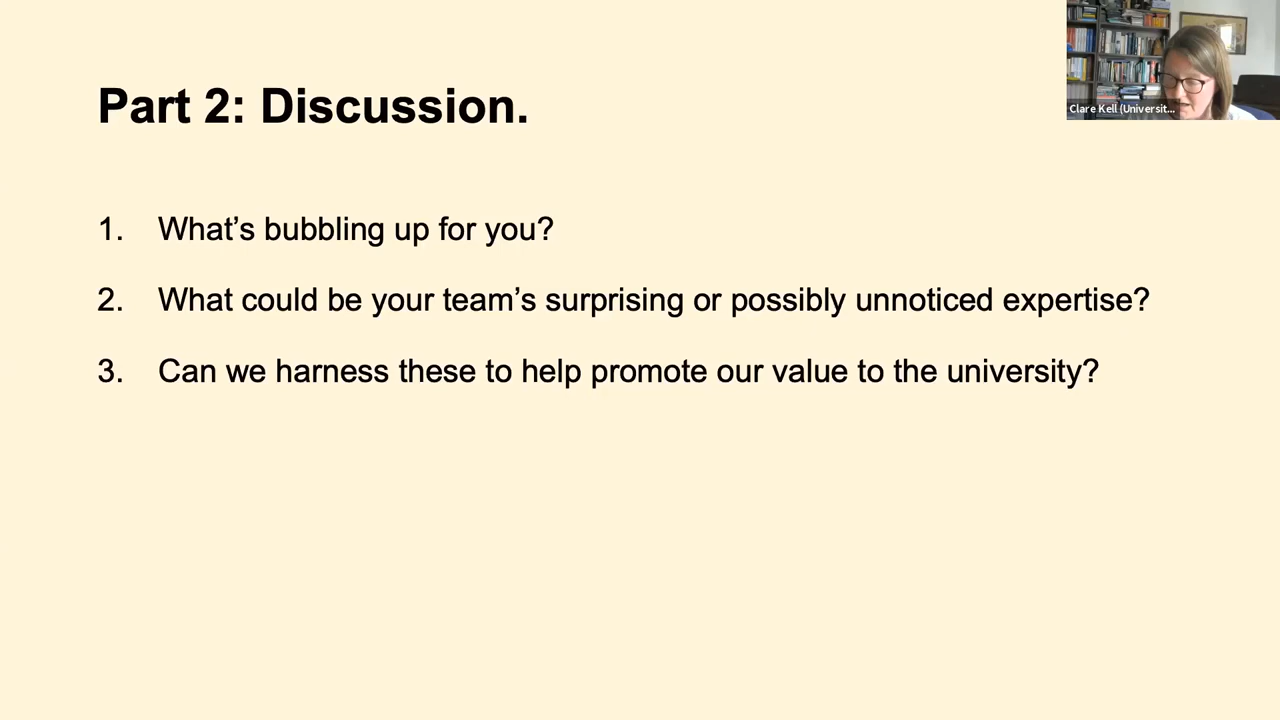 Part 2: Discussion.
1. What’s bubbling up for you?
2. What could be your team’s surprising or possibly unnoticed expertise?
3. Can we harness these to help promote our value to the university?
Clare Kell (Universit...